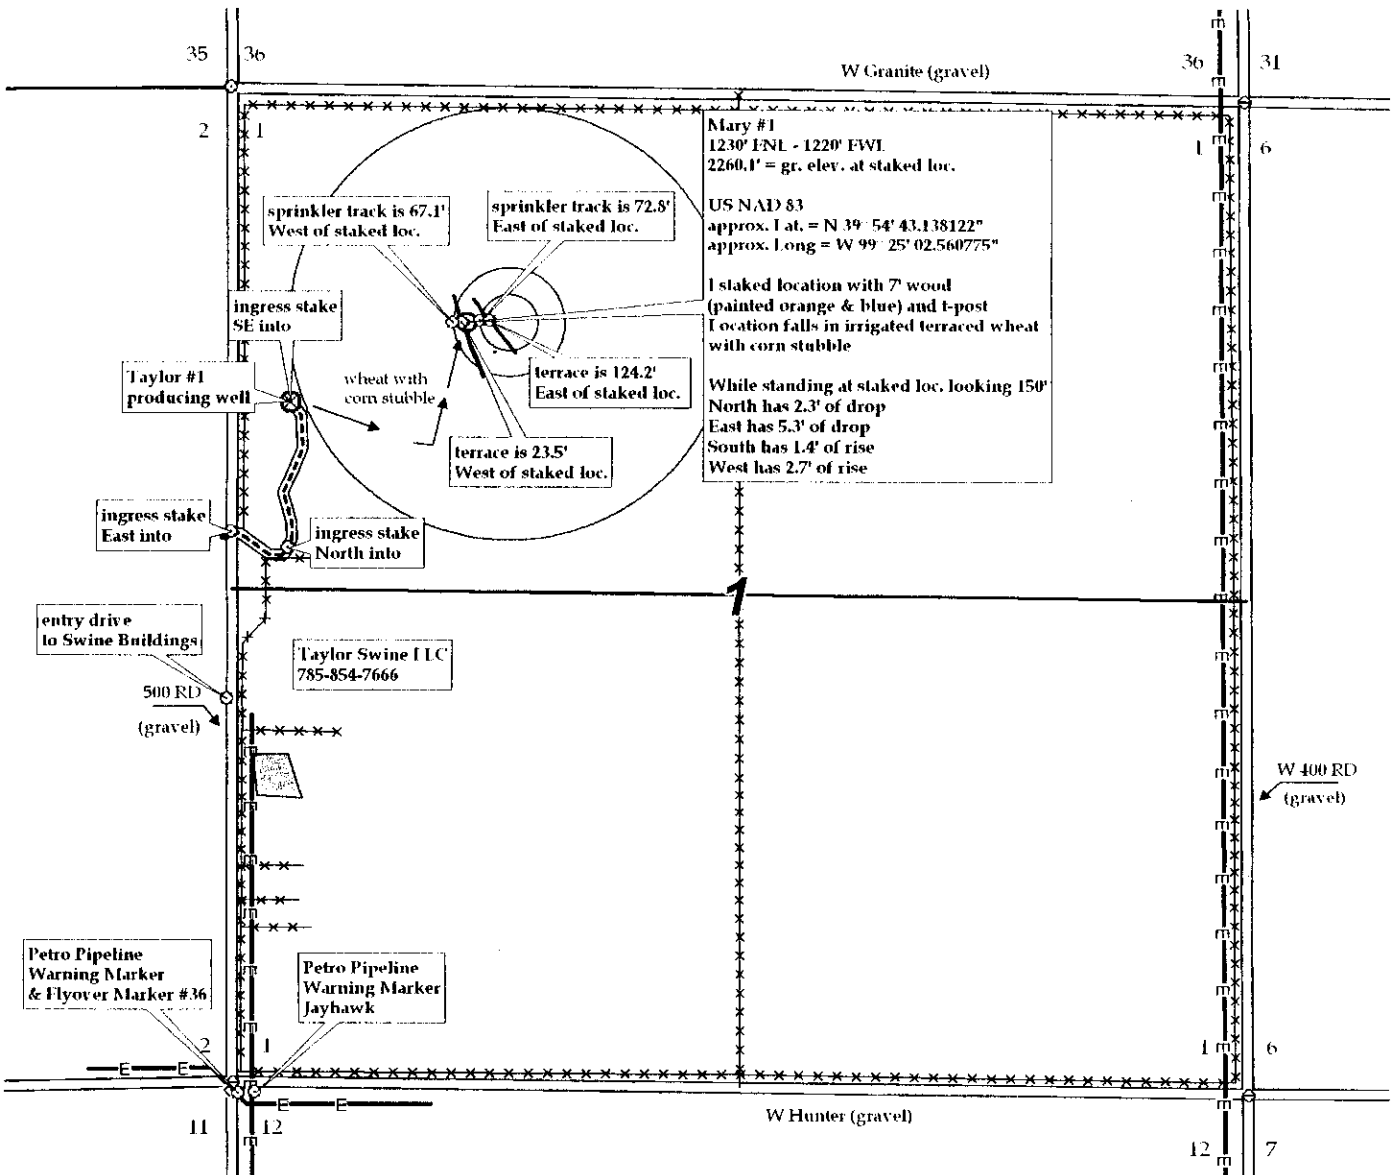 35 36
36 31
W Granite (gravel)
2 1
1 6
Mary #1
1230' FNL - 1220' FWL
2260.1' = gr. elev. at staked loc.
US NAD 83
approx. Lat. = N 39° 54' 43.138122"
approx. Long = W 99° 25' 02.560775"
I staked location with 7' wood
(painted orange & blue) and t-post
Location falls in irrigated terraced wheat
with corn stubble
While standing at staked loc. looking 150'
North has 2.3' of drop
East has 5.3' of drop
South has 1.4' of rise
West has 2.7' of rise
sprinkler track is 67.1'
West of staked loc.
sprinkler track is 72.8'
East of staked loc.
ingress stake
SE into
Taylor #1
producing well
wheat with
corn stubble
terrace is 124.2'
East of staked loc.
terrace is 23.5'
West of staked loc.
ingress stake
East into
ingress stake
North into
1
entry drive
to Swine Buildings
Taylor Swine LLC
785-854-7666
500 RD
(gravel)
W 400 RD
(gravel)
Petro Pipeline
Warning Marker
& Flyover Marker #36
Petro Pipeline
Warning Marker
Jayhawk
2 1
1 6
E E
E E
W Hunter (gravel)
11 12
12 7